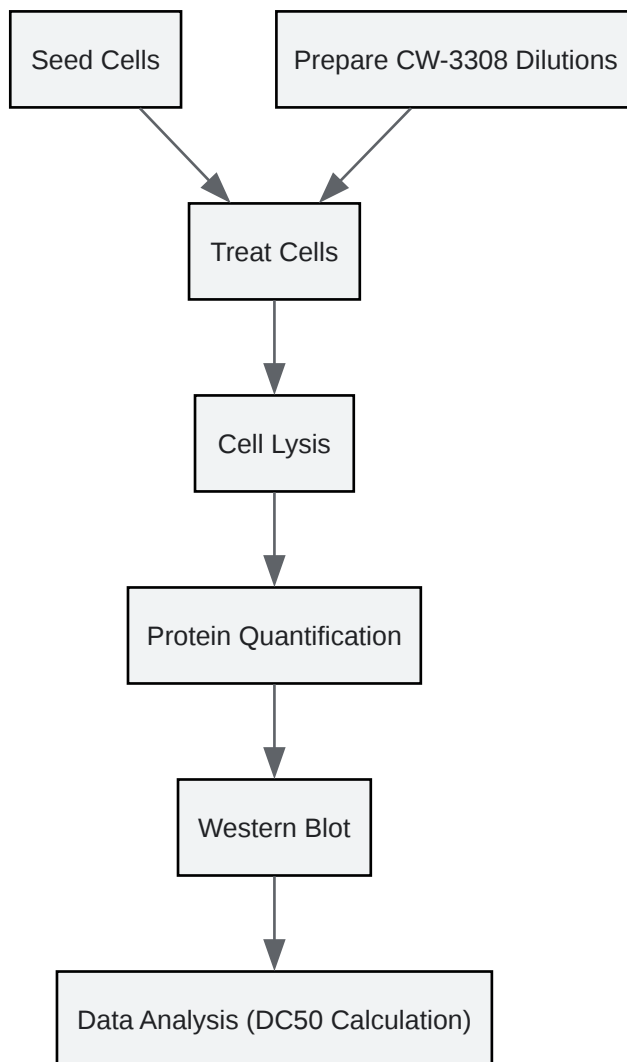 Seed Cells
Prepare CW-3308 Dilutions
Treat Cells
Cell Lysis
Protein Quantification
Western Blot
Data Analysis (DC50 Calculation)